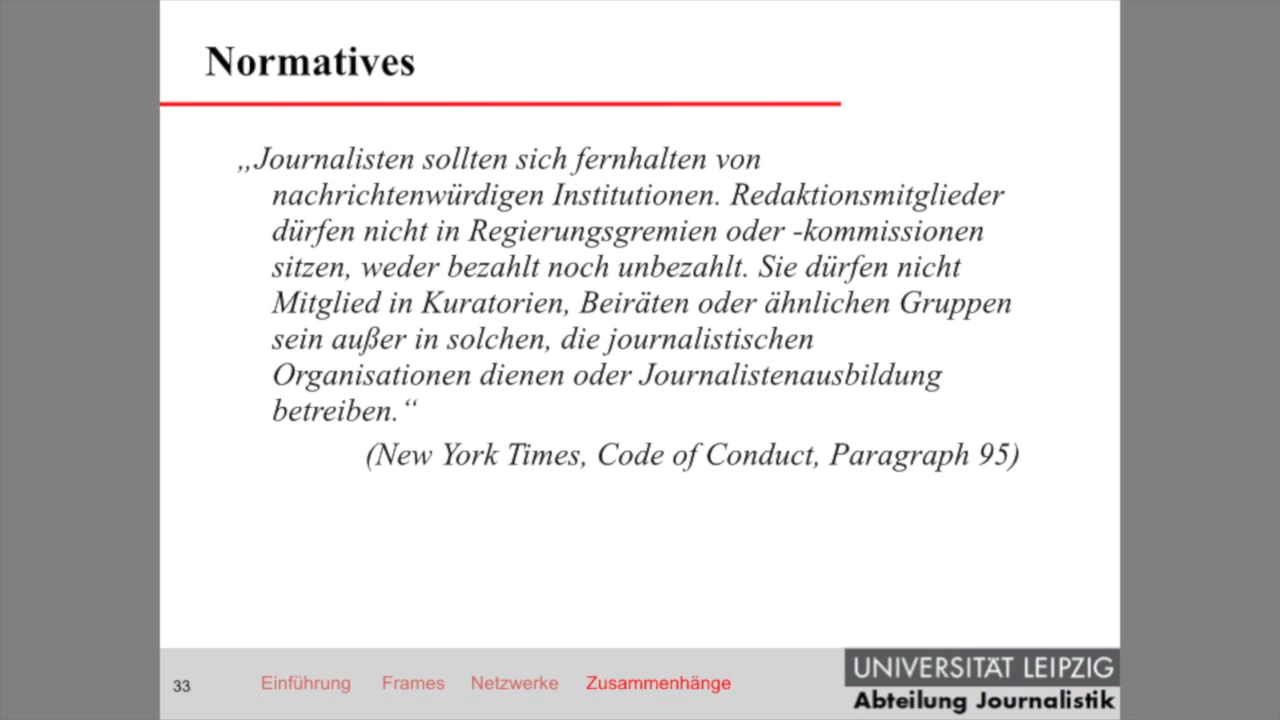 Normatives
„Journalisten sollten sich fernhalten von
nachrichtenwürdigen Institutionen. Redaktionsmitglieder
dürfen nicht in Regierungsgremien oder -kommissionen
sitzen, weder bezahlt noch unbezahlt. Sie dürfen nicht
Mitglied in Kuratorien, Beiräten oder ähnlichen Gruppen
sein außer in solchen, die journalistischen
Organisationen dienen oder Journalistenausbildung
betreiben.“
(New York Times, Code of Conduct, Paragraph 95)
33 Einführung Frames Netzwerke Zusammenhänge
UNIVERSITÄT LEIPZIG
Abteilung Journalistik